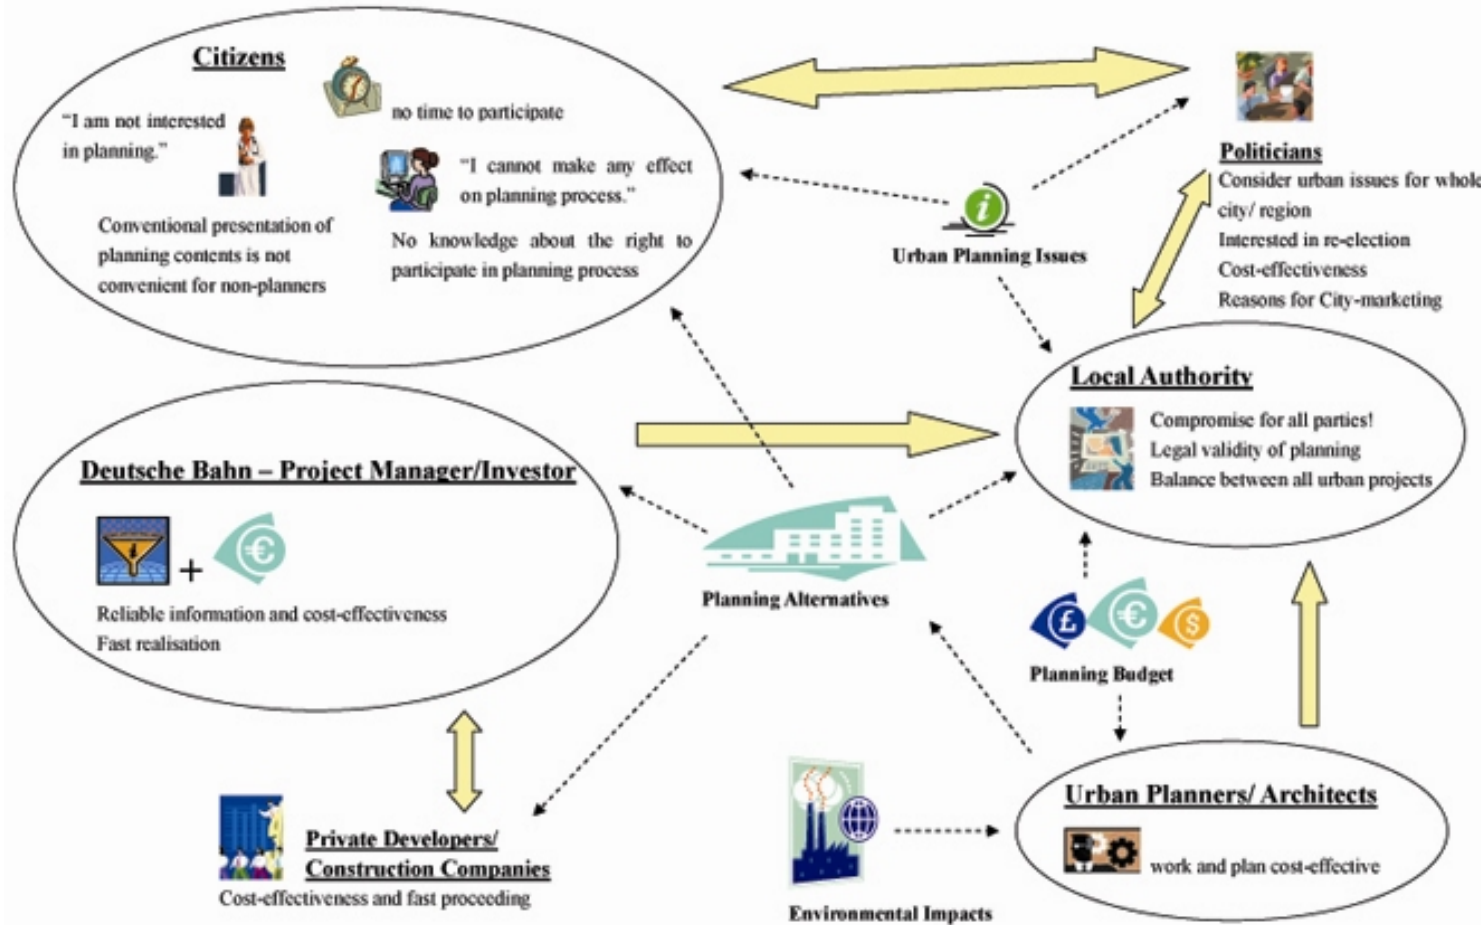 Citizens
no time to participate
“I am not interested
in planning.”
“I cannot make any effect
on planning process.”
Conventional presentation of
planning contents is not
convenient for non-planners
No knowledge about the right to
participate in planning process
i
Urban Planning Issues
Politicians
Consider urban issues for whole
city/ region
Interested in re-election
Cost-effectiveness
Reasons for City-marketing
Local Authority
Compromise for all parties!
Legal validity of planning
Balance between all urban projects
Deutsche Bahn – Project Manager/Investor
+ €
Reliable information and cost-effectiveness
Fast realisation
Planning Alternatives
£ € $
Planning Budget
Private Developers/
Construction Companies
Cost-effectiveness and fast proceeding
Environmental Impacts
Urban Planners/ Architects
work and plan cost-effective